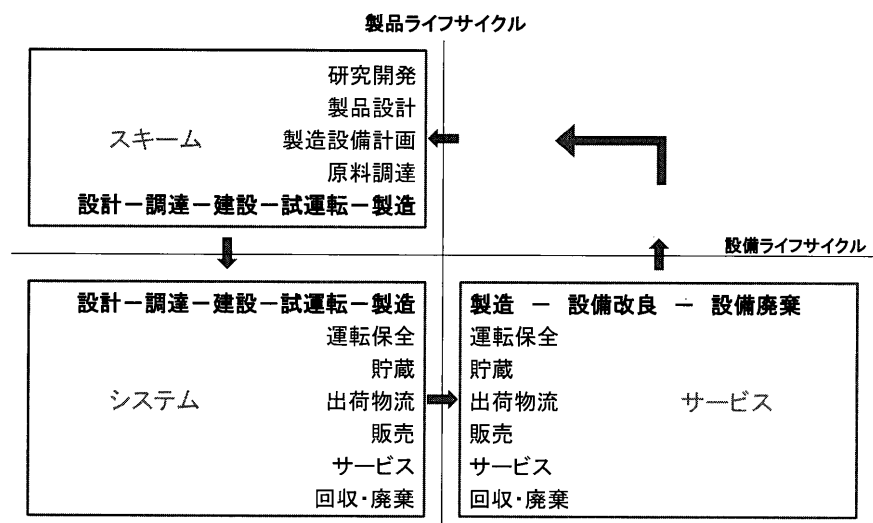 製品ライフサイクル
研究開発
製品設計
スキーム
製造設備計画
原料調達
設計－調達－建設－試運転－製造
設備ライフサイクル
設計－調達－建設－試運転－製造
運転保全
貯蔵
システム
出荷物流
販売
サービス
回収・廃棄
製造 － 設備改良 － 設備廃棄
運転保全
貯蔵
出荷物流
サービス
販売
サービス
回収・廃棄